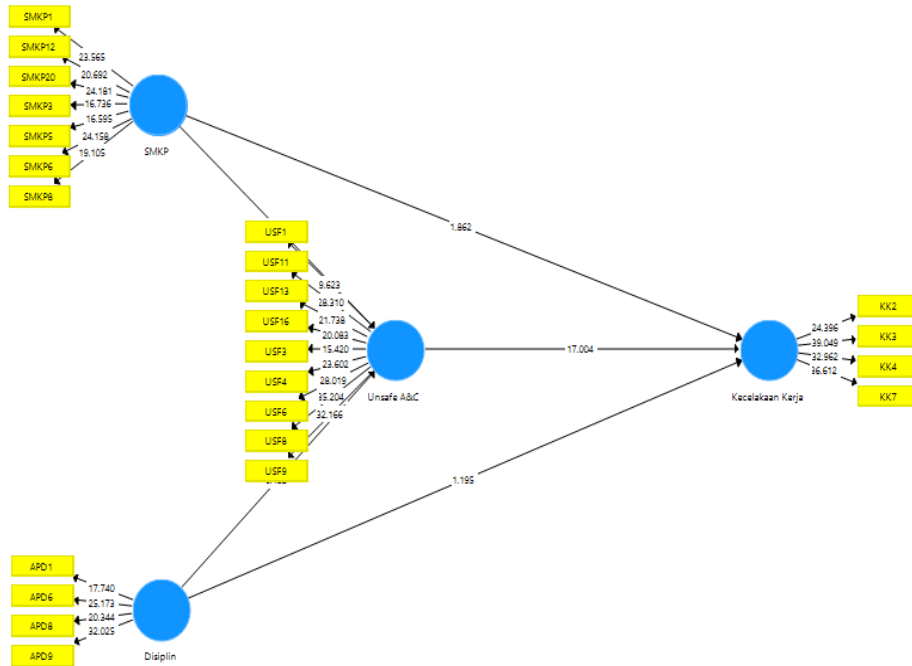 SMKP1
SMKP12
SMKP20
SMKP3
SMKP5
SMKP6
SMKP8
23.565
20.692
24.181
16.736
16.595
24.158
19.105
SMKP
1.862
USF1
USF11
USF13
USF16
USF3
USF4
USF6
USF8
USF9
9.623
28.310
21.738
20.083
15.420
23.602
28.019
35.204
32.166
Unsafe A&C
17.004
Kecelakaan Kerja
24.396
39.049
32.962
36.612
KK2
KK3
KK4
KK7
1.195
APD1
APD6
APD8
APD9
17.740
25.173
20.344
32.025
Disiplin